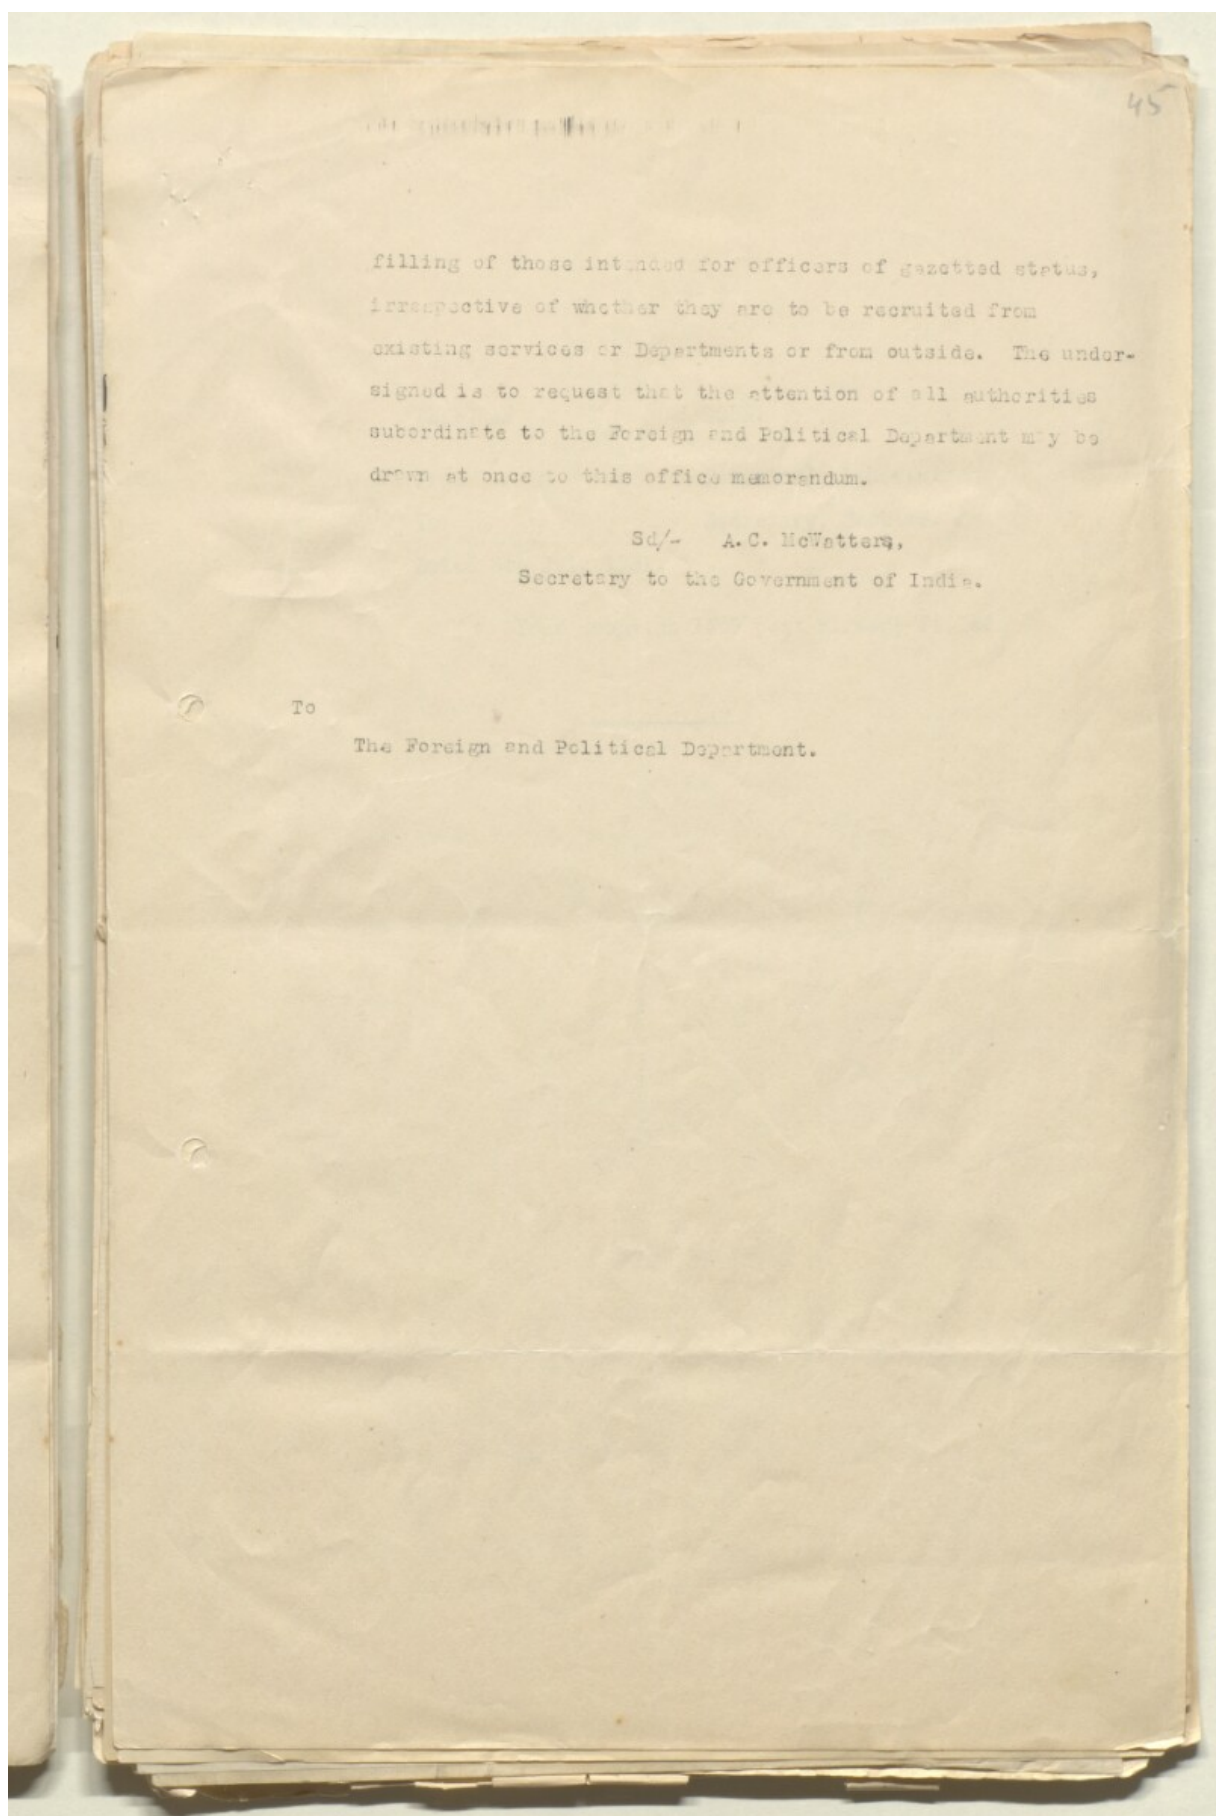 45
filling of those intended for officers of gazetted status,
irrespective of whether they are to be recruited from
existing services or Departments or from outside. The under-
signed is to request that the attention of all authorities
subordinate to the Foreign and Political Department may be
drawn at once to this office memorandum.
Sd/- A.C. McWatters,
Secretary to the Government of India.
To
The Foreign and Political Department.